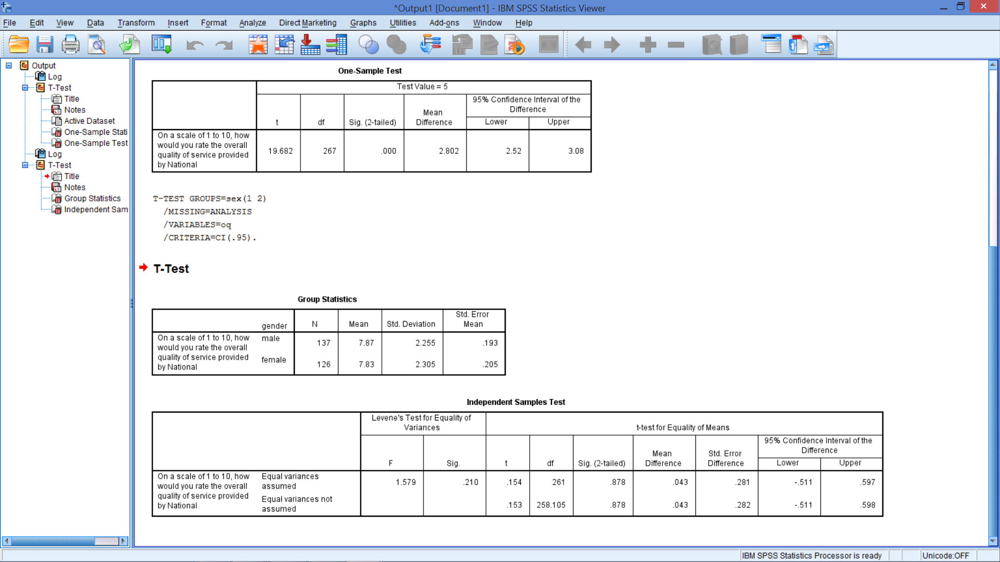 *Output1 [Document1] - IBM SPSS Statistics Viewer
File Edit View Data Transform Insert Format Analyze Direct Marketing Graphs Utilities Add-ons Window Help
Output
Log
T-Test
Title
Notes
Active Dataset
One-Sample Stati
One-Sample Test
Log
T-Test
Title
Notes
Group Statistics
Independent Sam
One-Sample Test
Test Value = 5
95% Confidence Interval of the
Difference
Mean
Difference
t df Sig. (2-tailed) Lower Upper
On a scale of 1 to 10, how
would you rate the overall
quality of service provided
by National
19.682 267 .000 2.802 2.52 3.08
T-TEST GROUPS=sex(1 2)
/MISSING=ANALYSIS
/VARIABLES=oq
/CRITERIA=CI(.95).
T-Test
Group Statistics
gender N Mean Std. Deviation Std. Error
Mean
On a scale of 1 to 10, how
would you rate the overall
quality of service provided
by National
male 137 7.87 2.255 .193
female 126 7.83 2.305 .205
Independent Samples Test
Levene's Test for Equality of
Variances
t-test for Equality of Means
95% Confidence Interval of the
Difference
F Sig. t df Sig. (2-tailed) Mean
Difference
Std. Error
Difference
Lower Upper
On a scale of 1 to 10, how
would you rate the overall
quality of service provided
by National
Equal variances
assumed
1.579 .210 .154 261 .878 .043 .281 -.511 .597
Equal variances not
assumed
.153 258.105 .878 .043 .282 -.511 .598
IBM SPSS Statistics Processor is ready
Unicode:OFF